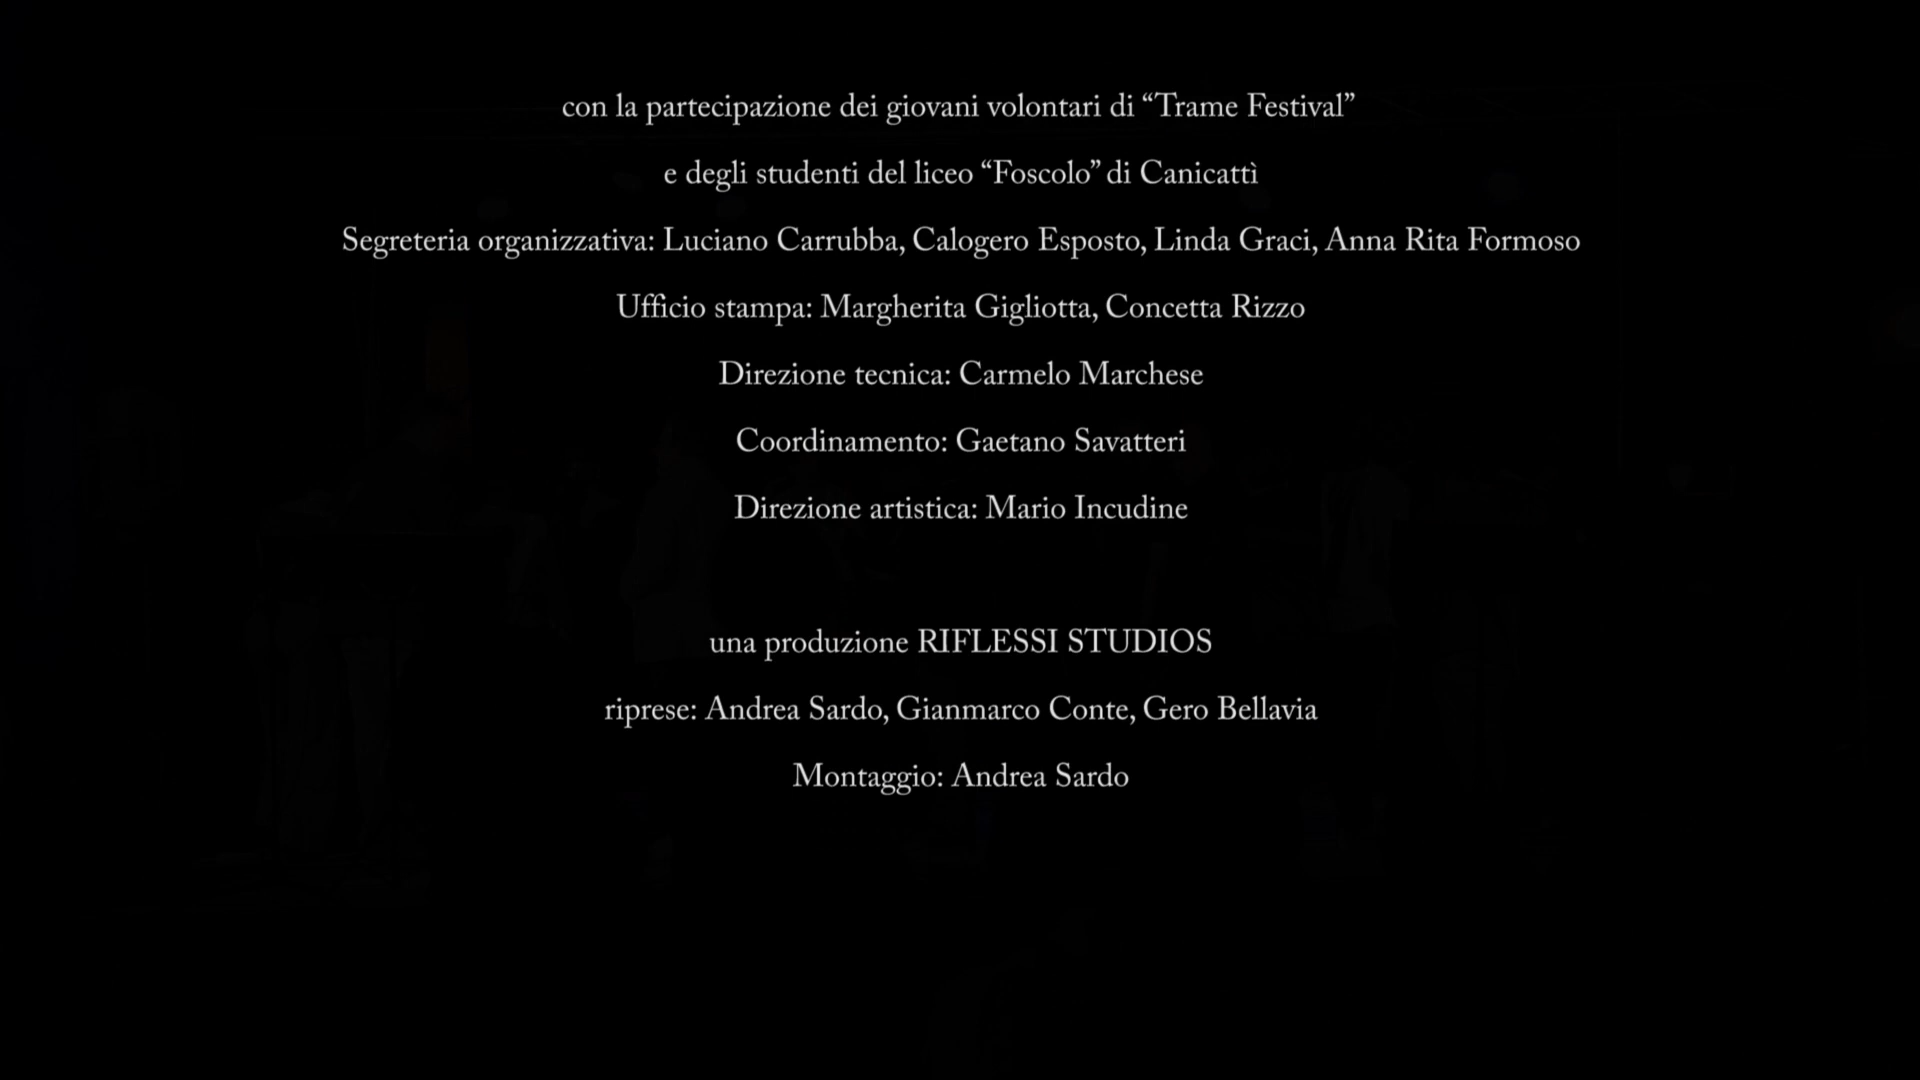 con la partecipazione dei giovani volontari di “Trame Festival”
e degli studenti del liceo “Foscolo” di Canicattì
Segreteria organizzativa: Luciano Carrubba, Calogero Esposto, Linda Graci, Anna Rita Formoso
Ufficio stampa: Margherita Gigliotta, Concetta Rizzo
Direzione tecnica: Carmelo Marchese
Coordinamento: Gaetano Savatteri
Direzione artistica: Mario Incudine
una produzione RIFLESSI STUDIOS
riprese: Andrea Sardo, Gianmarco Conte, Gero Bellavia
Montaggio: Andrea Sardo